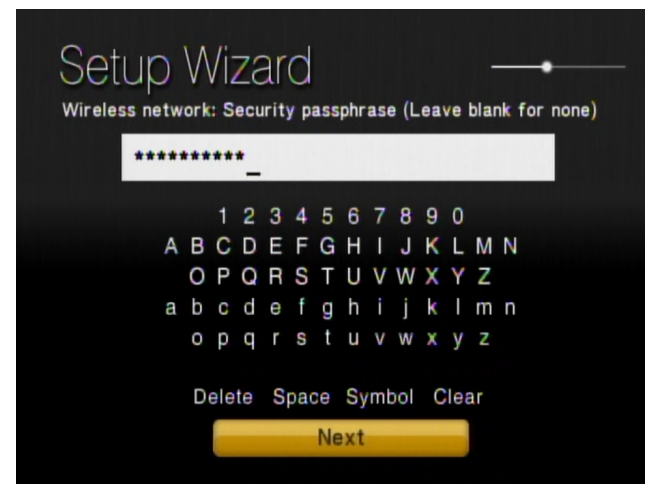 Setup Wizard
Wireless network: Security passphrase (Leave blank for none)
**********_
1 2 3 4 5 6 7 8 9 0
A B C D E F G H I J K L M N
O P Q R S T U V W X Y Z
a b c d e f g h i j k l m n
o p q r s t u v w x y z
Delete Space Symbol Clear
Next